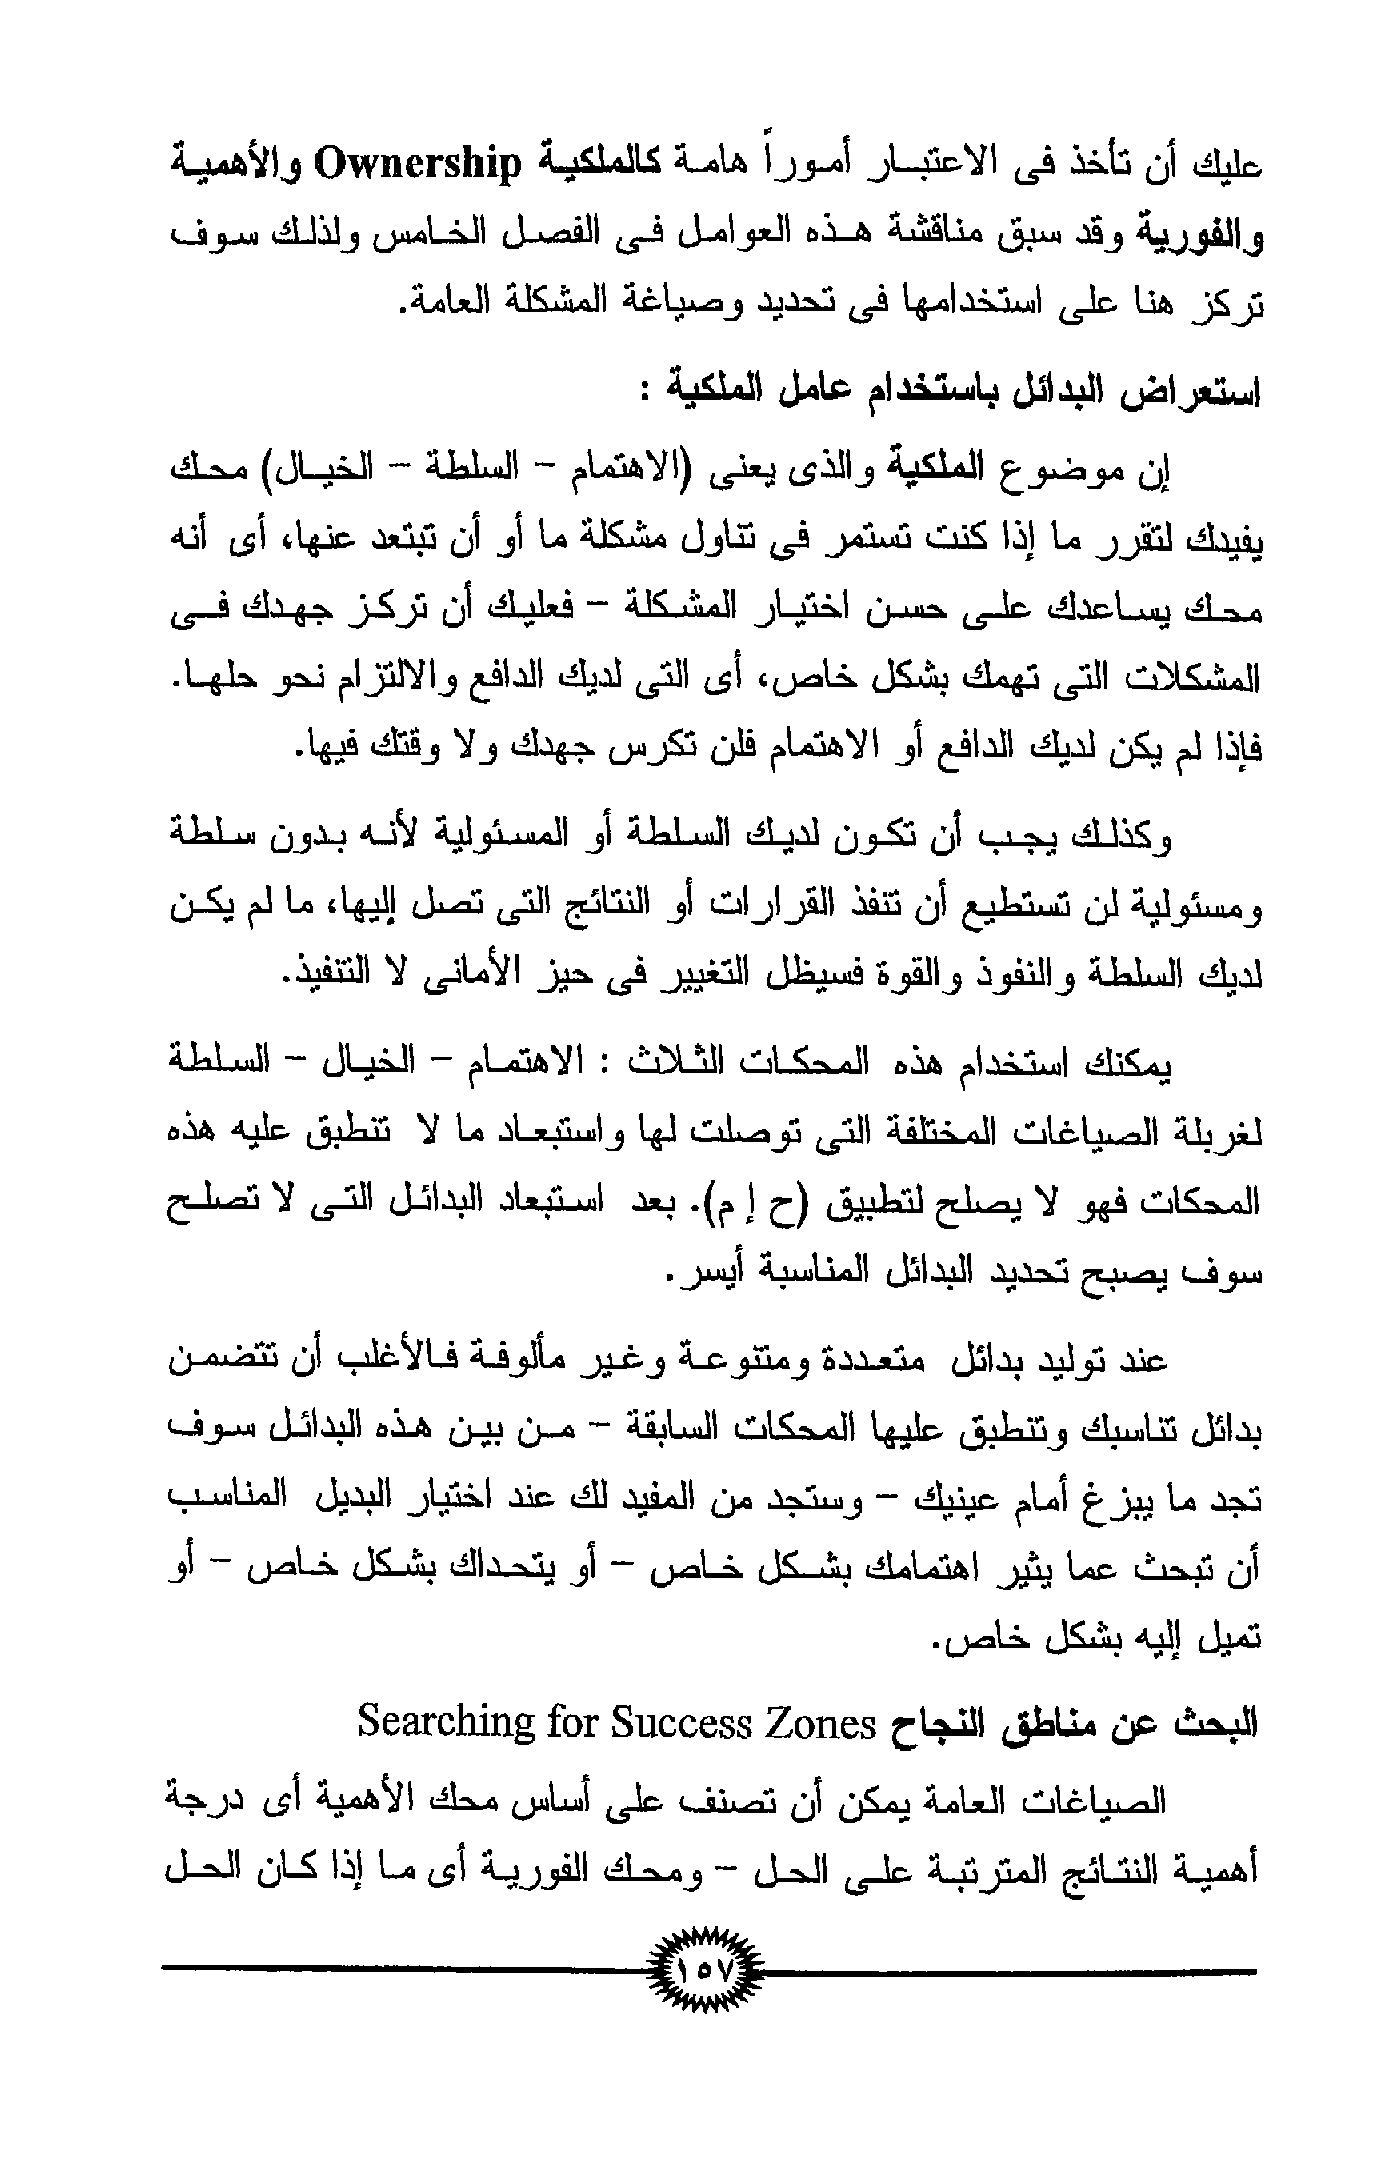 عليك أن تأخذ فى الاعتبار أموراً هامة كالملكية Ownership والأهمية
والفورية وقد سبق مناقشة هذه العوامل فى الفصل الخامس ولذلك سوف
تركز هنا على استخدامها فى تحديد وصياغة المشكلة العامة.
استعراض البدائل باستخدام عامل الملكية :
إن موضوع الملكية والذى يعنى (الاهتمام - السلطة - الخيال) محك
يفيدك لتقرر ما إذا كنت تستمر فى تناول مشكلة ما أو أن تبتعد عنها، أى أنه
محك يساعدك على حسن اختيار المشكلة - فعليك أن تركز جهدك فى
المشكلات التى تهمك بشكل خاص، أى التى لديك الدافع والالتزام نحو حلها.
فإذا لم يكن لديك الدافع أو الاهتمام فلن تكرس جهدك ولا وقتك فيها.
وكذلك يجب أن تكون لديك السلطة أو المسئولية لأنه بدون سلطة
ومسئولية لن تستطيع أن تنفذ القرارات أو النتائج التى تصل إليها، ما لم يكن
لديك السلطة والنفوذ والقوة فسيظل التغيير فى حيز الأمانى لا التنفيذ.
يمكنك استخدام هذه المحكات الثلاث : الاهتمام - الخيال - السلطة
لغربلة الصياغات المختلفة التى توصلت لها واستبعاد ما لا تنطبق عليه هذه
المحكات فهو لا يصلح لتطبيق (ح إ م). بعد استبعاد البدائل التى لا تصلح
سوف يصبح تحديد البدائل المناسبة أيسر.
عند توليد بدائل متعددة ومتنوعة وغير مألوفة فالأغلب أن تتضمن
بدائل تناسبك وتنطبق عليها المحكات السابقة - من بين هذه البدائل سوف
تجد ما يبزغ أمام عينيك - وستجد من المفيد لك عند اختيار البديل المناسب
أن تبحث عما يثير اهتمامك بشكل خاص - أو يتحداك بشكل خاص - أو
تميل إليه بشكل خاص.
البحث عن مناطق النجاح Searching for Success Zones
الصياغات العامة يمكن أن تصنف على أساس محك الأهمية أى درجة
أهمية النتائج المترتبة على الحل - ومحك الفورية أى ما إذا كان الحل
١٥٧